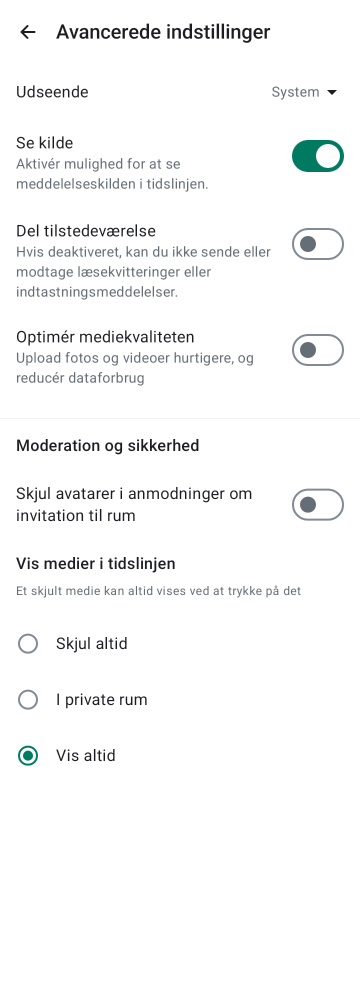 Avancerede indstillinger
Udseende
System
Se kilde
Aktivér mulighed for at se
meddelelseskilden i tidslinjen.
Del tilstedeværelse
Hvis deaktiveret, kan du ikke sende eller
modtage læsekvitteringer eller
indtastningsmeddelelser.
Optimér mediekvaliteten
Upload fotos og videoer hurtigere, og
reducér dataforbrug
Moderation og sikkerhed
Skjul avatarer i anmodninger om
invitation til rum
Vis medier i tidslinjen
Et skjult medie kan altid vises ved at trykke på det
Skjul altid
I private rum
Vis altid